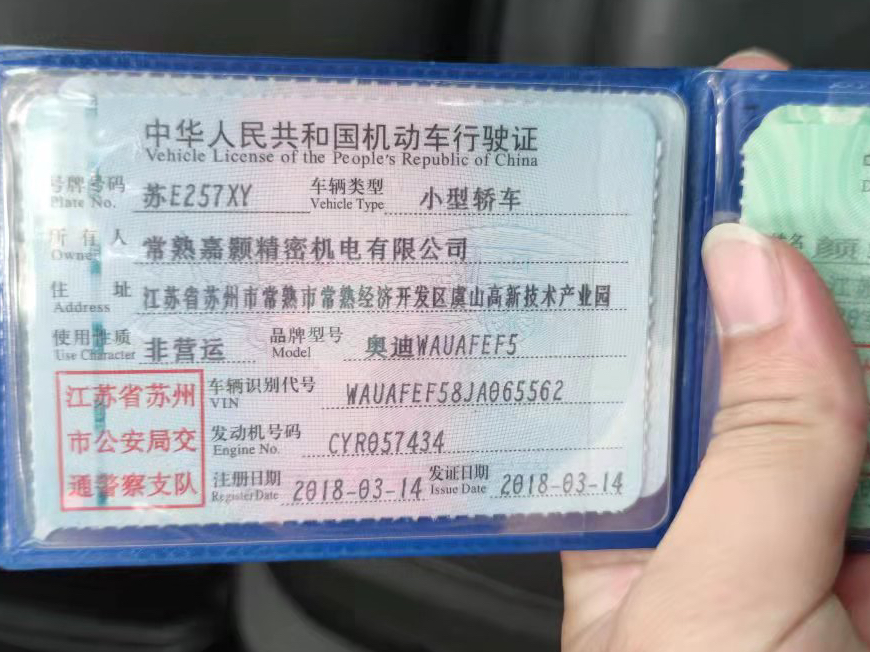 中华人民共和国机动车行驶证
Vehicle License of the People's Republic of China
号牌号码 Plate No. 苏E257XY 车辆类型 Vehicle Type 小型轿车
所有人 Owner 常熟嘉颢精密机电有限公司
住址 Address 江苏省苏州市常熟市常熟经济开发区虞山高新技术产业园
使用性质 Use Character 非营运 品牌型号 Model 奥迪WAUAFEF5
车辆识别代号 VIN WAUAFEF58JA065562
发动机号码 Engine No. CYR057434
注册日期 Register Date 2018-03-14 发证日期 Issue Date 2018-03-14
江苏省苏州
市公安局交
通警察支队